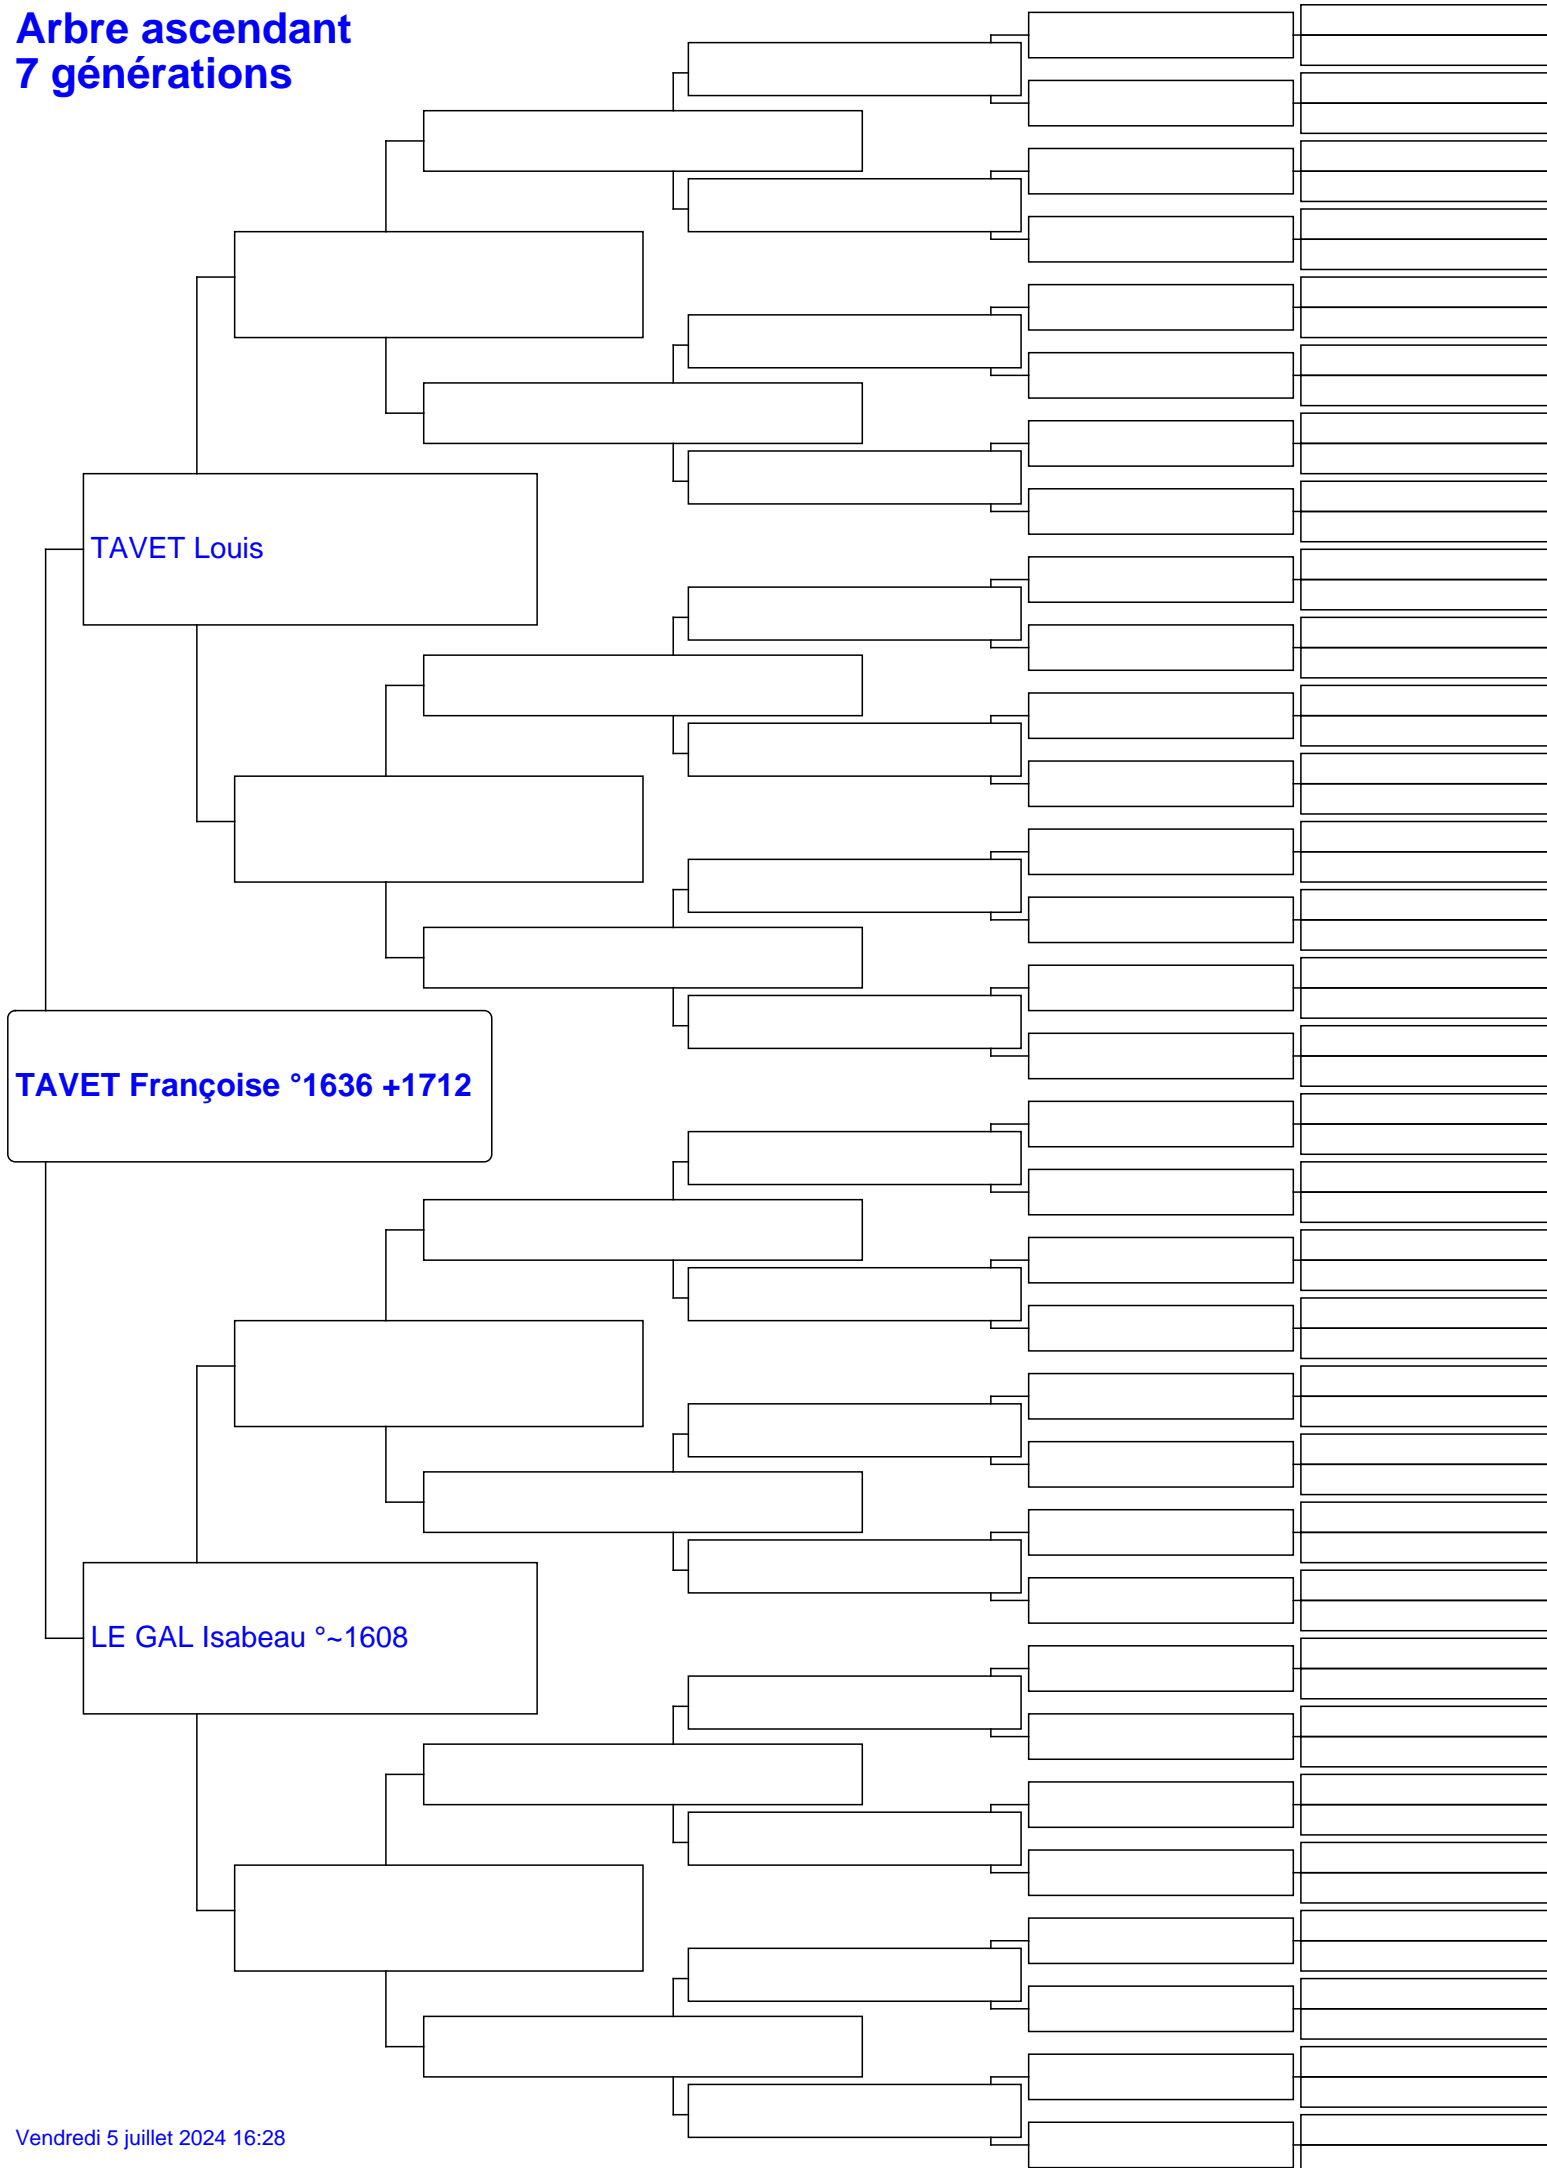 Arbre ascendant
7 générations
TAVET Louis
TAVET Françoise °1636 +1712
LE GAL Isabeau °~1608
Vendredi 5 juillet 2024 16:28